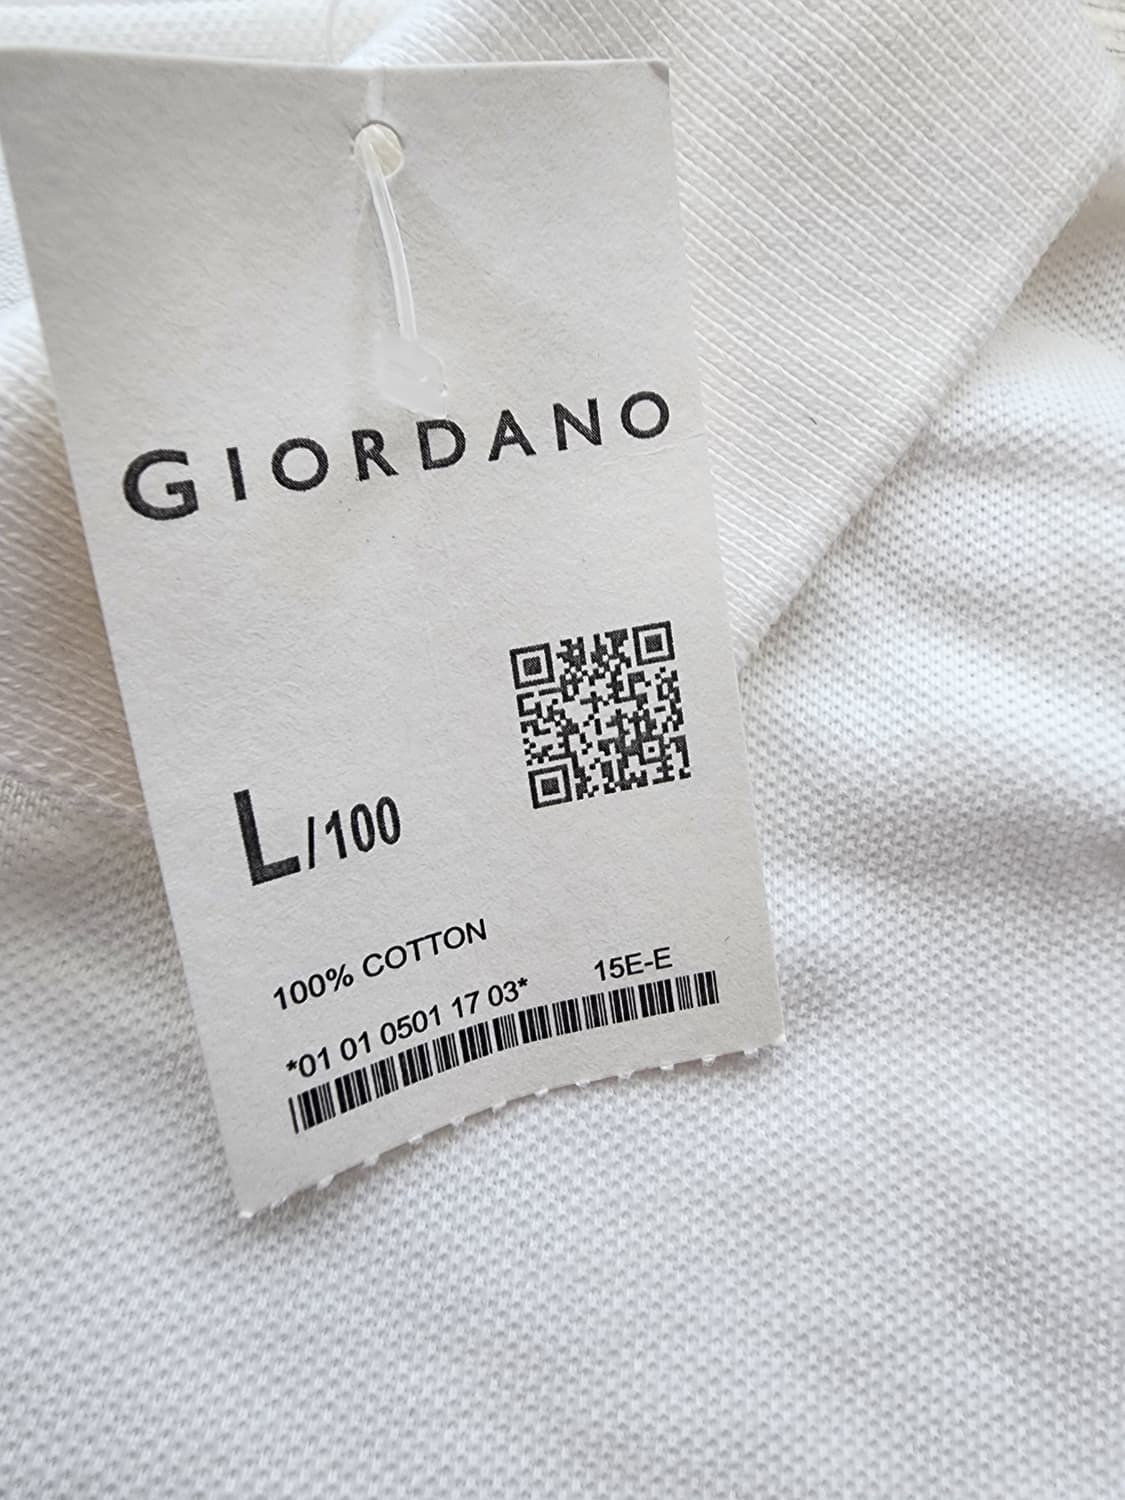 GIORDANO
L/100
100% COTTON
*01 01 0501 17 03* 15E-E